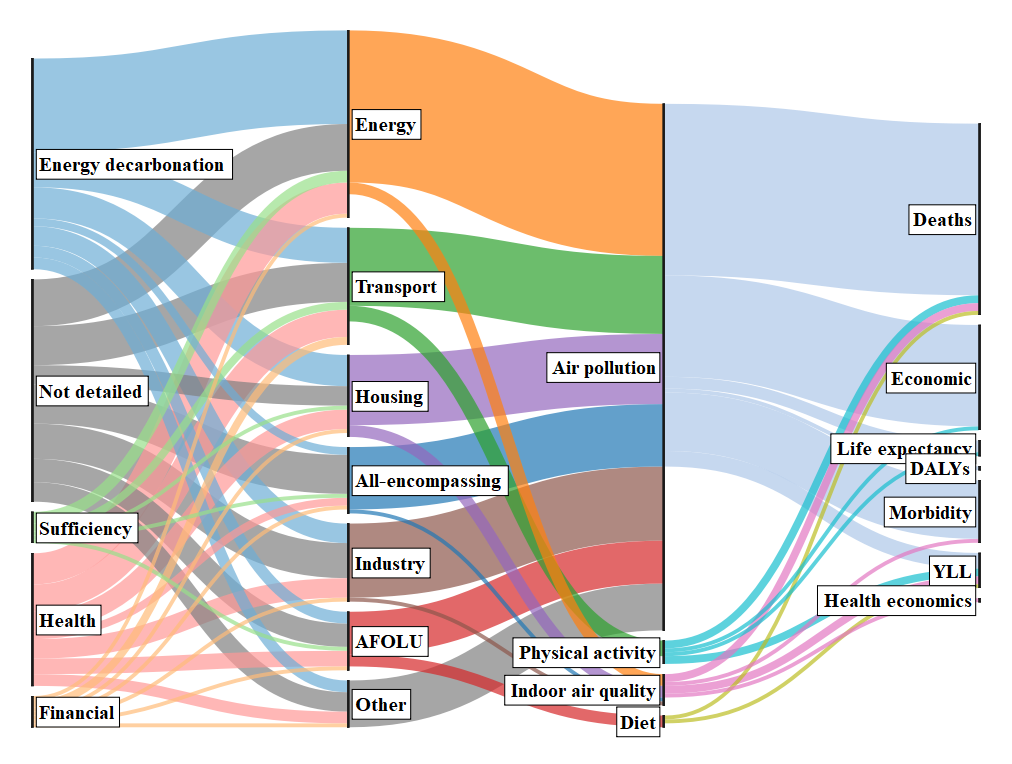 Energy decarbonation
Not detailed
Sufficiency
Health
Financial
Energy
Transport
Housing
All-encompassing
Industry
AFOLU
Other
Air pollution
Physical activity
Indoor air quality
Diet
Deaths
Economic
Life expectancy
DALYs
Morbidity
YLL
Health economics